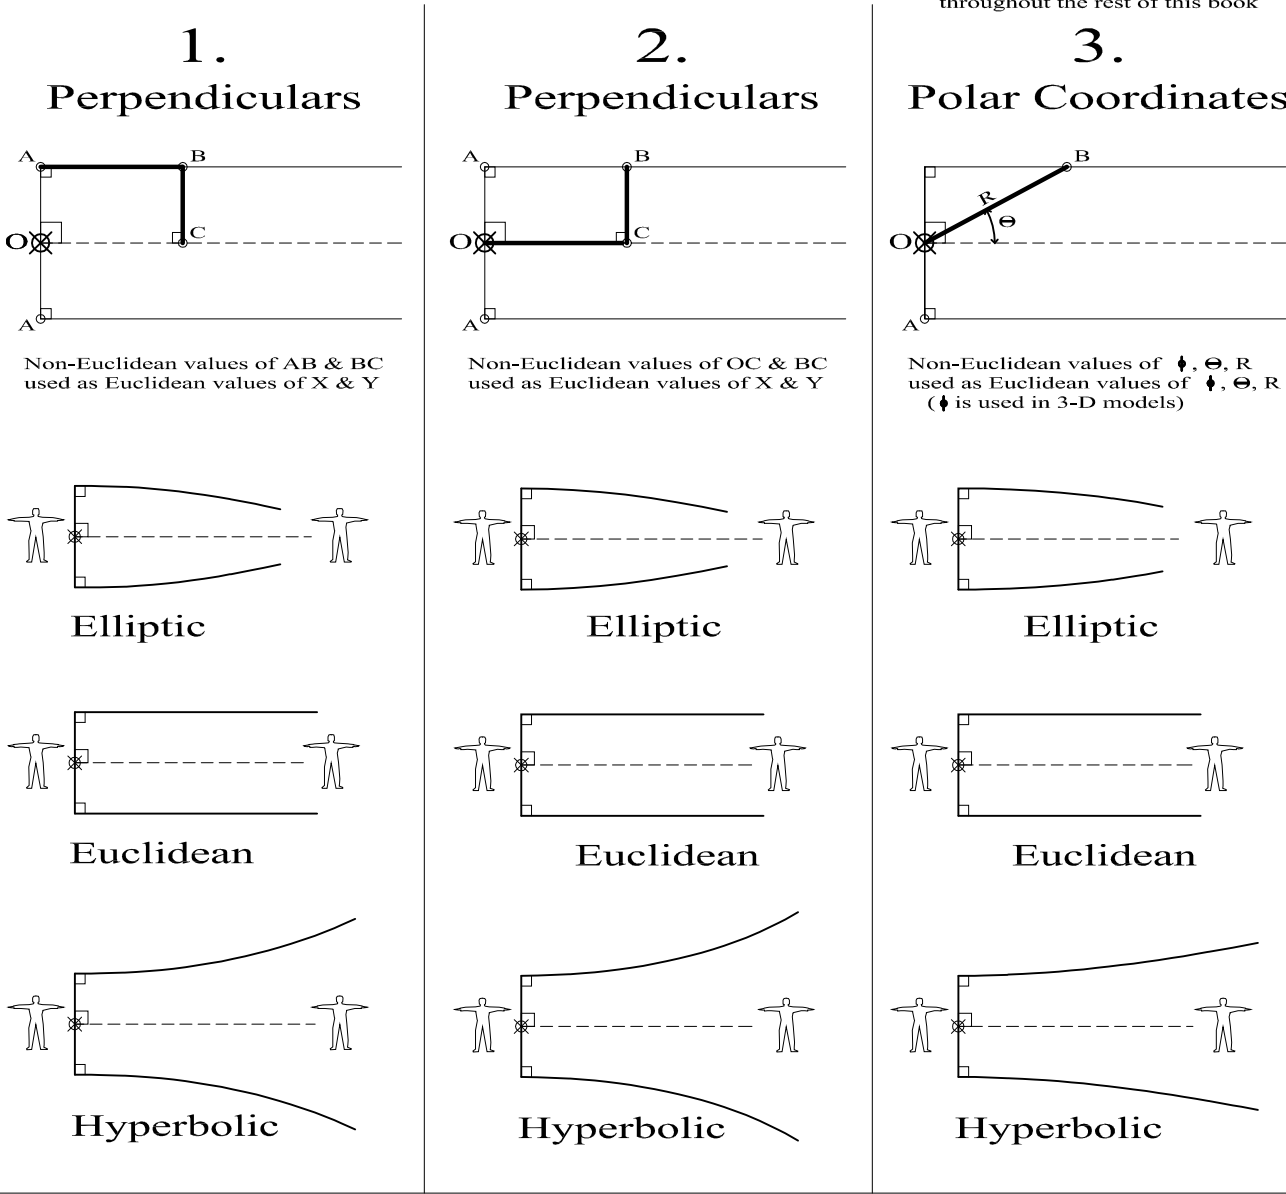 throughout the rest of this book
1.
Perpendiculars
A
B
O
C
A
Non-Euclidean values of AB & BC
used as Euclidean values of X & Y
Elliptic
Euclidean
Hyperbolic
2.
Perpendiculars
A
B
O
C
A
Non-Euclidean values of OC & BC
used as Euclidean values of X & Y
Elliptic
Euclidean
Hyperbolic
3.
Polar Coordinates
B
R
Θ
O
A
Non-Euclidean values of ϕ, Θ, R
used as Euclidean values of ϕ, Θ, R
(ϕ is used in 3-D models)
Elliptic
Euclidean
Hyperbolic